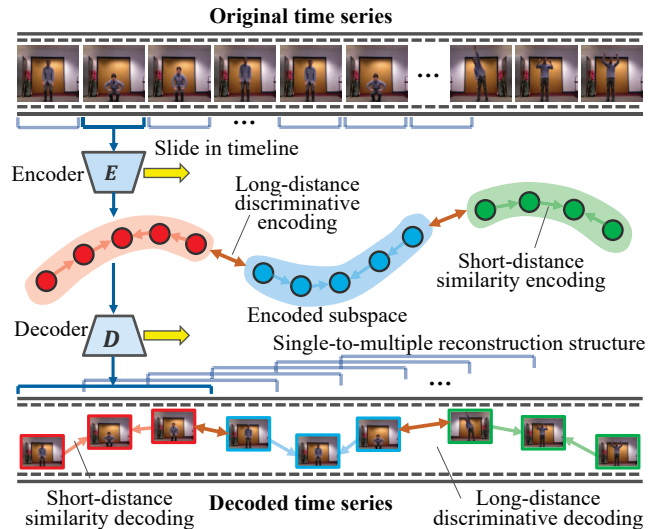 Original time series
...
...
Slide in timeline
Encoder
E
Long-distance
discriminative
encoding
Short-distance
similarity encoding
Encoded subspace
Decoder
D
Single-to-multiple reconstruction structure
...
Short-distance
similarity decoding
Decoded time series
Long-distance
discriminative decoding